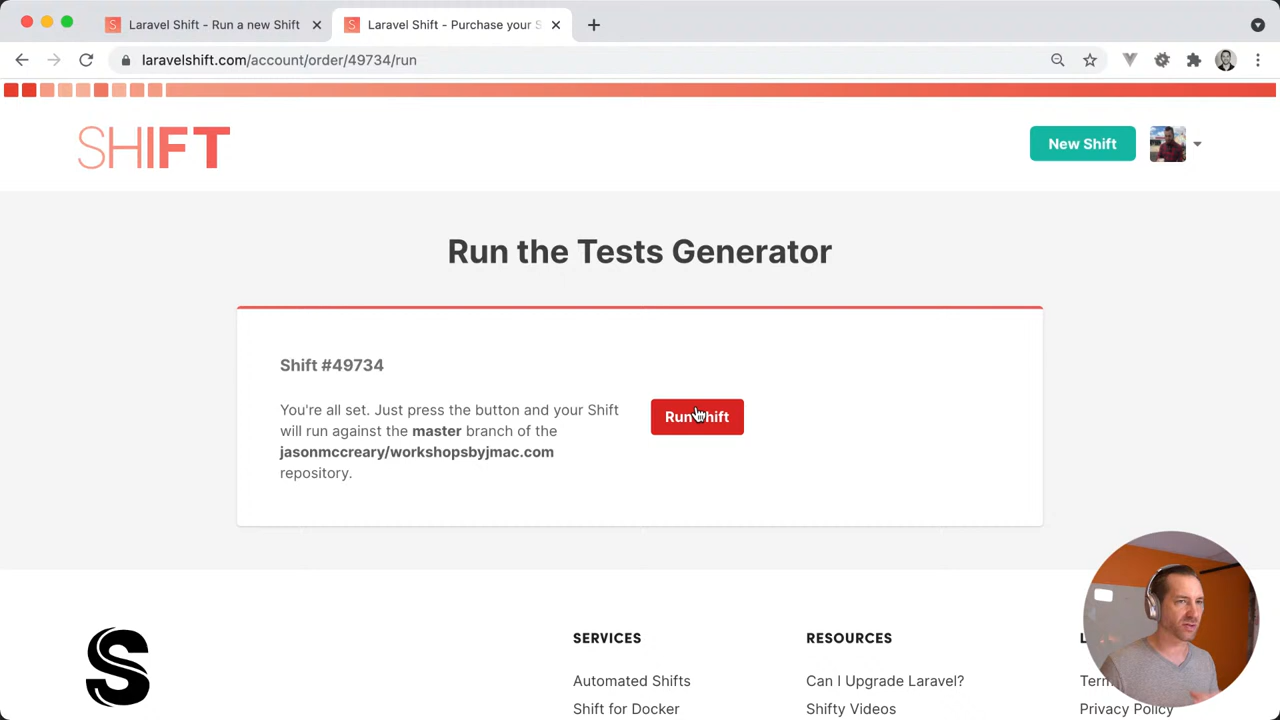 Laravel Shift - Run a new Shift
Laravel Shift - Purchase your S
laravelshift.com/account/order/49734/run
SHIFT
New Shift
Run the Tests Generator
Shift #49734
You're all set. Just press the button and your Shift
will run against the master branch of the
jasonmccreary/workshopsbyjmac.com
repository.
Run Shift
S
SERVICES
Automated Shifts
Shift for Docker
RESOURCES
Can I Upgrade Laravel?
Shifty Videos
L
Privacy Policy